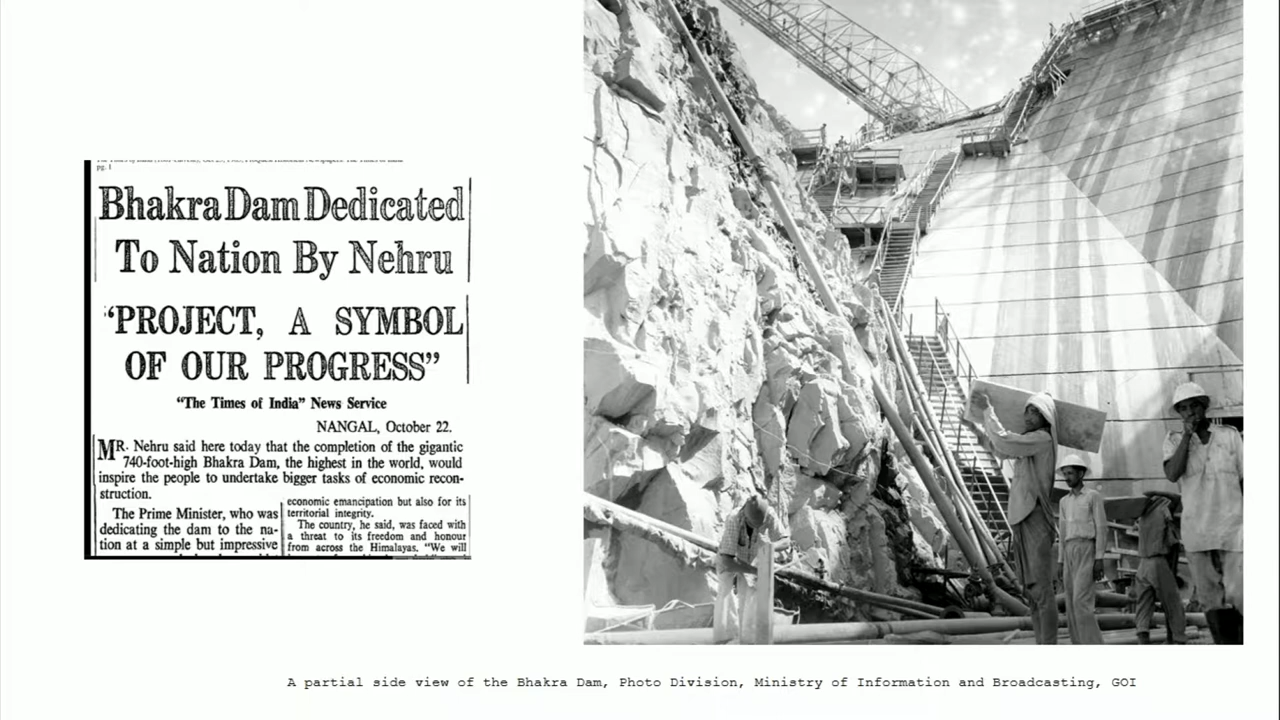 pg. 1
Bhakra Dam Dedicated
To Nation By Nehru
“PROJECT, A SYMBOL
OF OUR PROGRESS”
“The Times of India” News Service
NANGAL, October 22.
MR. Nehru said here today that the completion of the gigantic
740-foot-high Bhakra Dam, the highest in the world, would
inspire the people to undertake bigger tasks of economic recon-
struction.
The Prime Minister, who was
dedicating the dam to the na-
tion at a simple but impressive
economic emancipation but also for its
territorial integrity.
The country, he said, was faced with
a threat to its freedom and honour
from across the Himalayas. “We will
A partial side view of the Bhakra Dam, Photo Division, Ministry of Information and Broadcasting, GOI